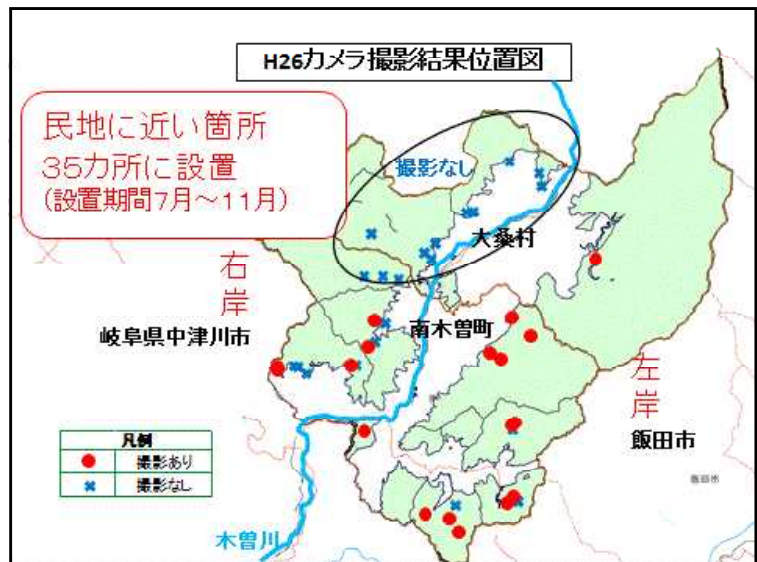 H26カメラ撮影結果位置図
民地に近い箇所
35カ所に設置
(設置期間7月～11月)
撮影なし
大桑村
右岸
南木曽町
岐阜県中津川市
左岸
飯田市
凡例
撮影あり
撮影なし
飯田市
木曽川